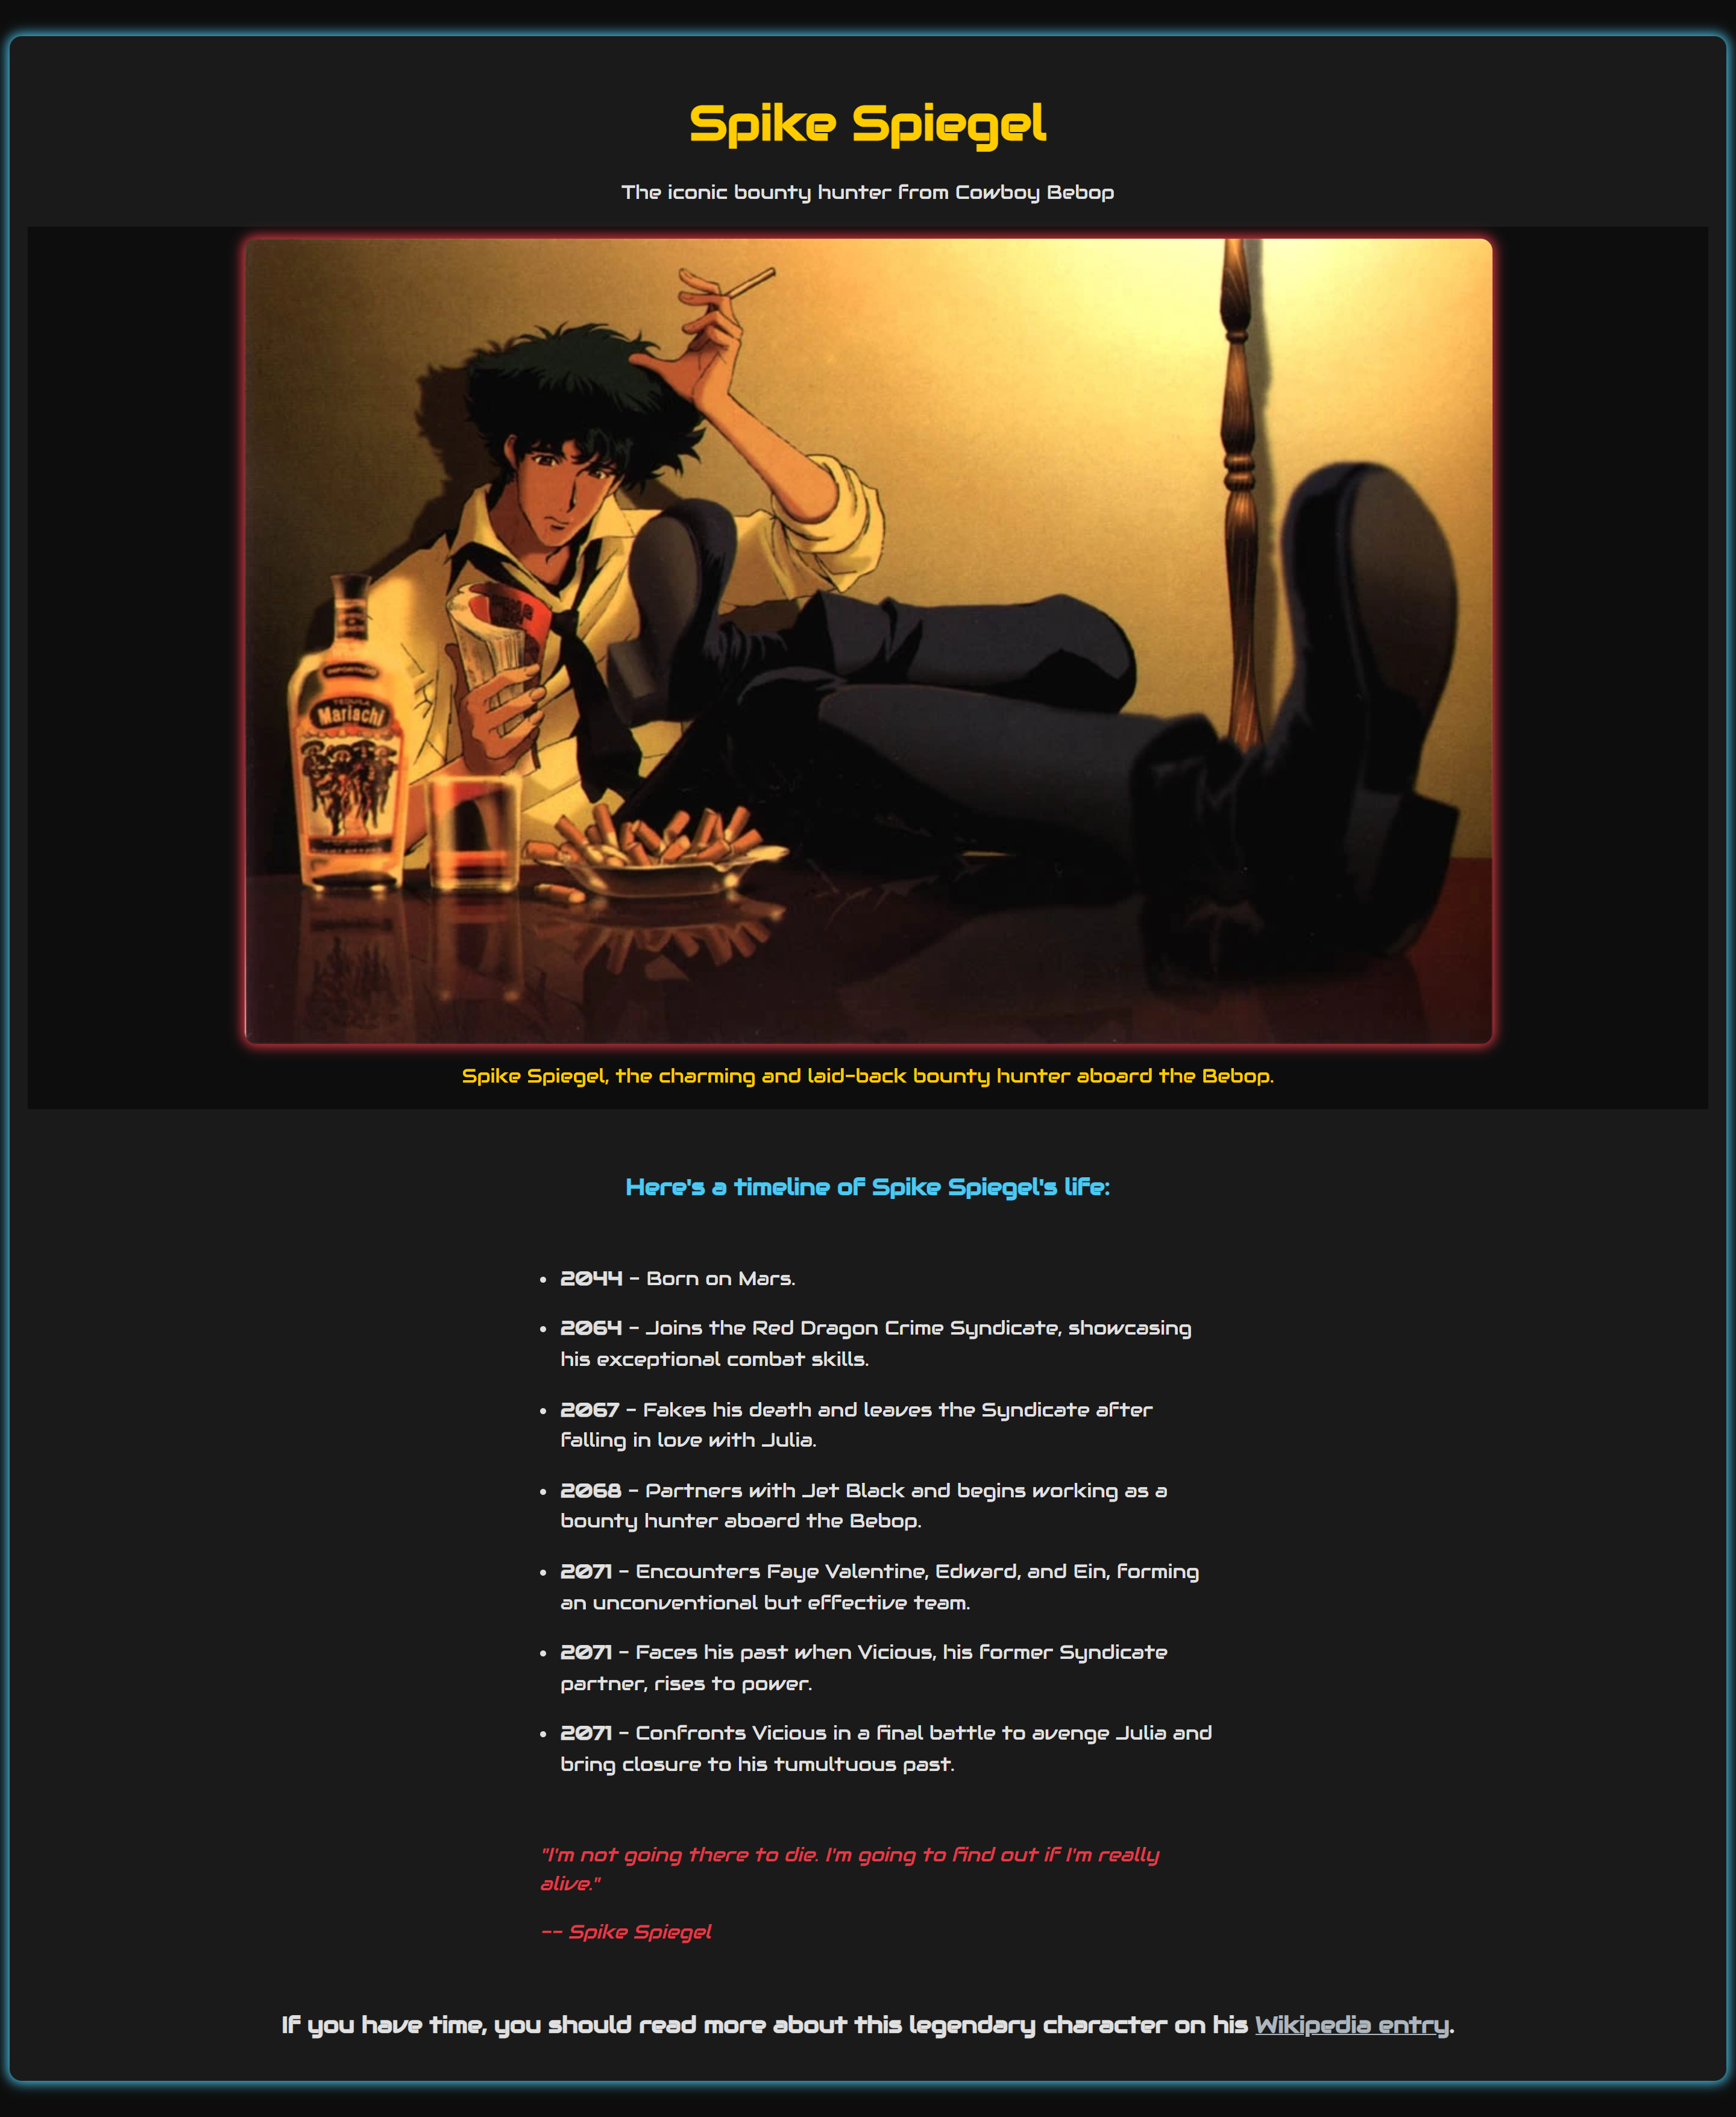 Spike Spiegel
The iconic bounty hunter from Cowboy Bebop
TEQUILA
Mariachi
Spike Spiegel, the charming and laid-back bounty hunter aboard the Bebop.
Here's a timeline of Spike Spiegel's life:
• 2044 - Born on Mars.
• 2064 - Joins the Red Dragon Crime Syndicate, showcasing
his exceptional combat skills.
• 2067 - Fakes his death and leaves the Syndicate after
falling in love with Julia.
• 2068 - Partners with Jet Black and begins working as a
bounty hunter aboard the Bebop.
• 2071 - Encounters Faye Valentine, Edward, and Ein, forming
an unconventional but effective team.
• 2071 - Faces his past when Vicious, his former Syndicate
partner, rises to power.
• 2071 - Confronts Vicious in a final battle to avenge Julia and
bring closure to his tumultuous past.
"I'm not going there to die. I'm going to find out if I'm really
alive."
-- Spike Spiegel
If you have time, you should read more about this legendary character on his Wikipedia entry.